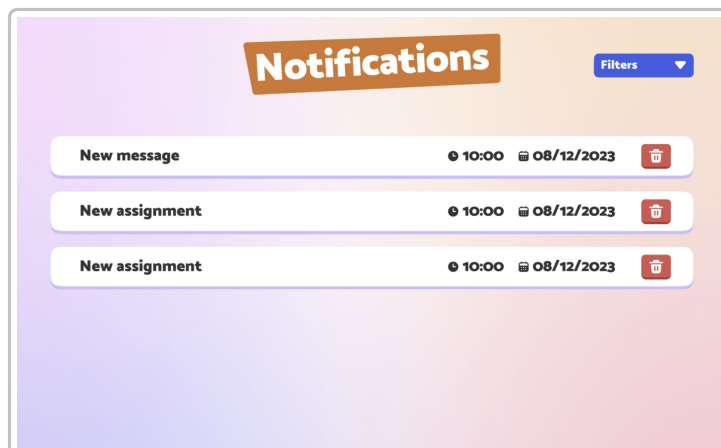 Notifications
Filters
New message 10:00 08/12/2023
New assignment 10:00 08/12/2023
New assignment 10:00 08/12/2023